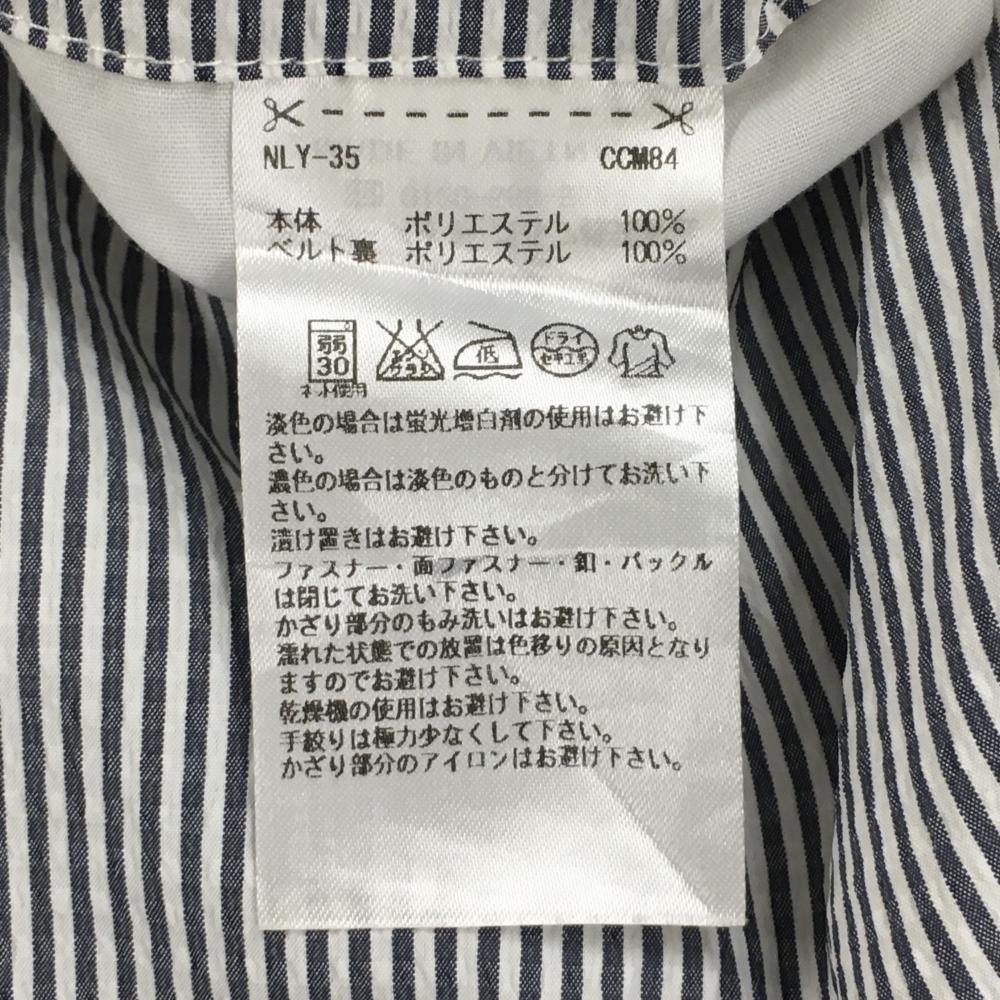 NLY-35 CCM84
本体 ポリエステル 100%
ベルト裏 ポリエステル 100%
弱
30
ネット使用
エンソ
サラシ
低
ドライ
セキユ系
淡色の場合は蛍光増白剤の使用はお避け下
さい。
濃色の場合は淡色のものと分けてお洗い下
さい。
漬け置きはお避け下さい。
ファスナー・面ファスナー・釦・バックル
は閉じてお洗い下さい。
かざり部分のもみ洗いはお避け下さい。
濡れた状態での放置は色移りの原因となり
ますのでお避け下さい。
乾燥機の使用はお避け下さい。
手絞りは極力少なくして下さい。
かざり部分のアイロンはお避け下さい。